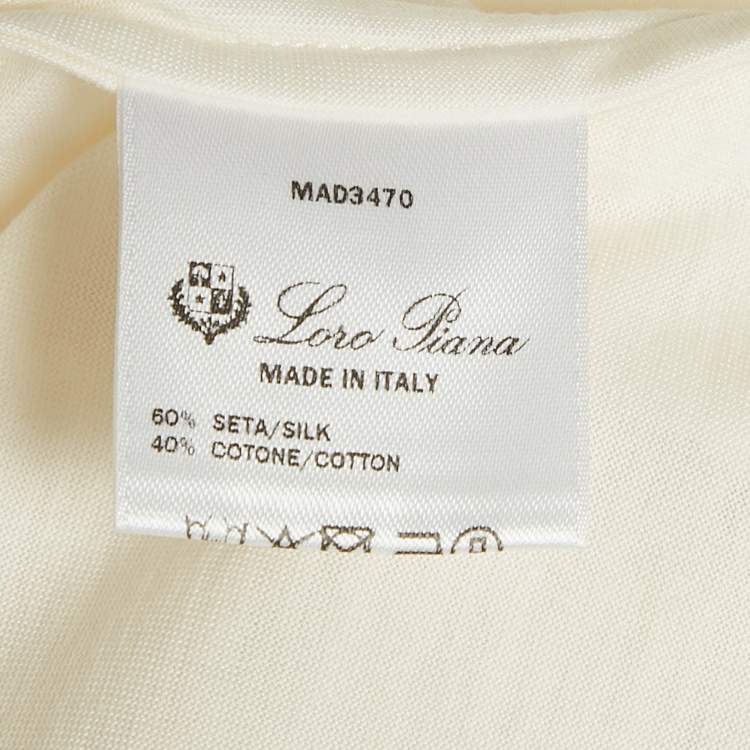 MAD3470
Loro Piana
MADE IN ITALY
60% SETA/SILK
40% COTONE/COTTON